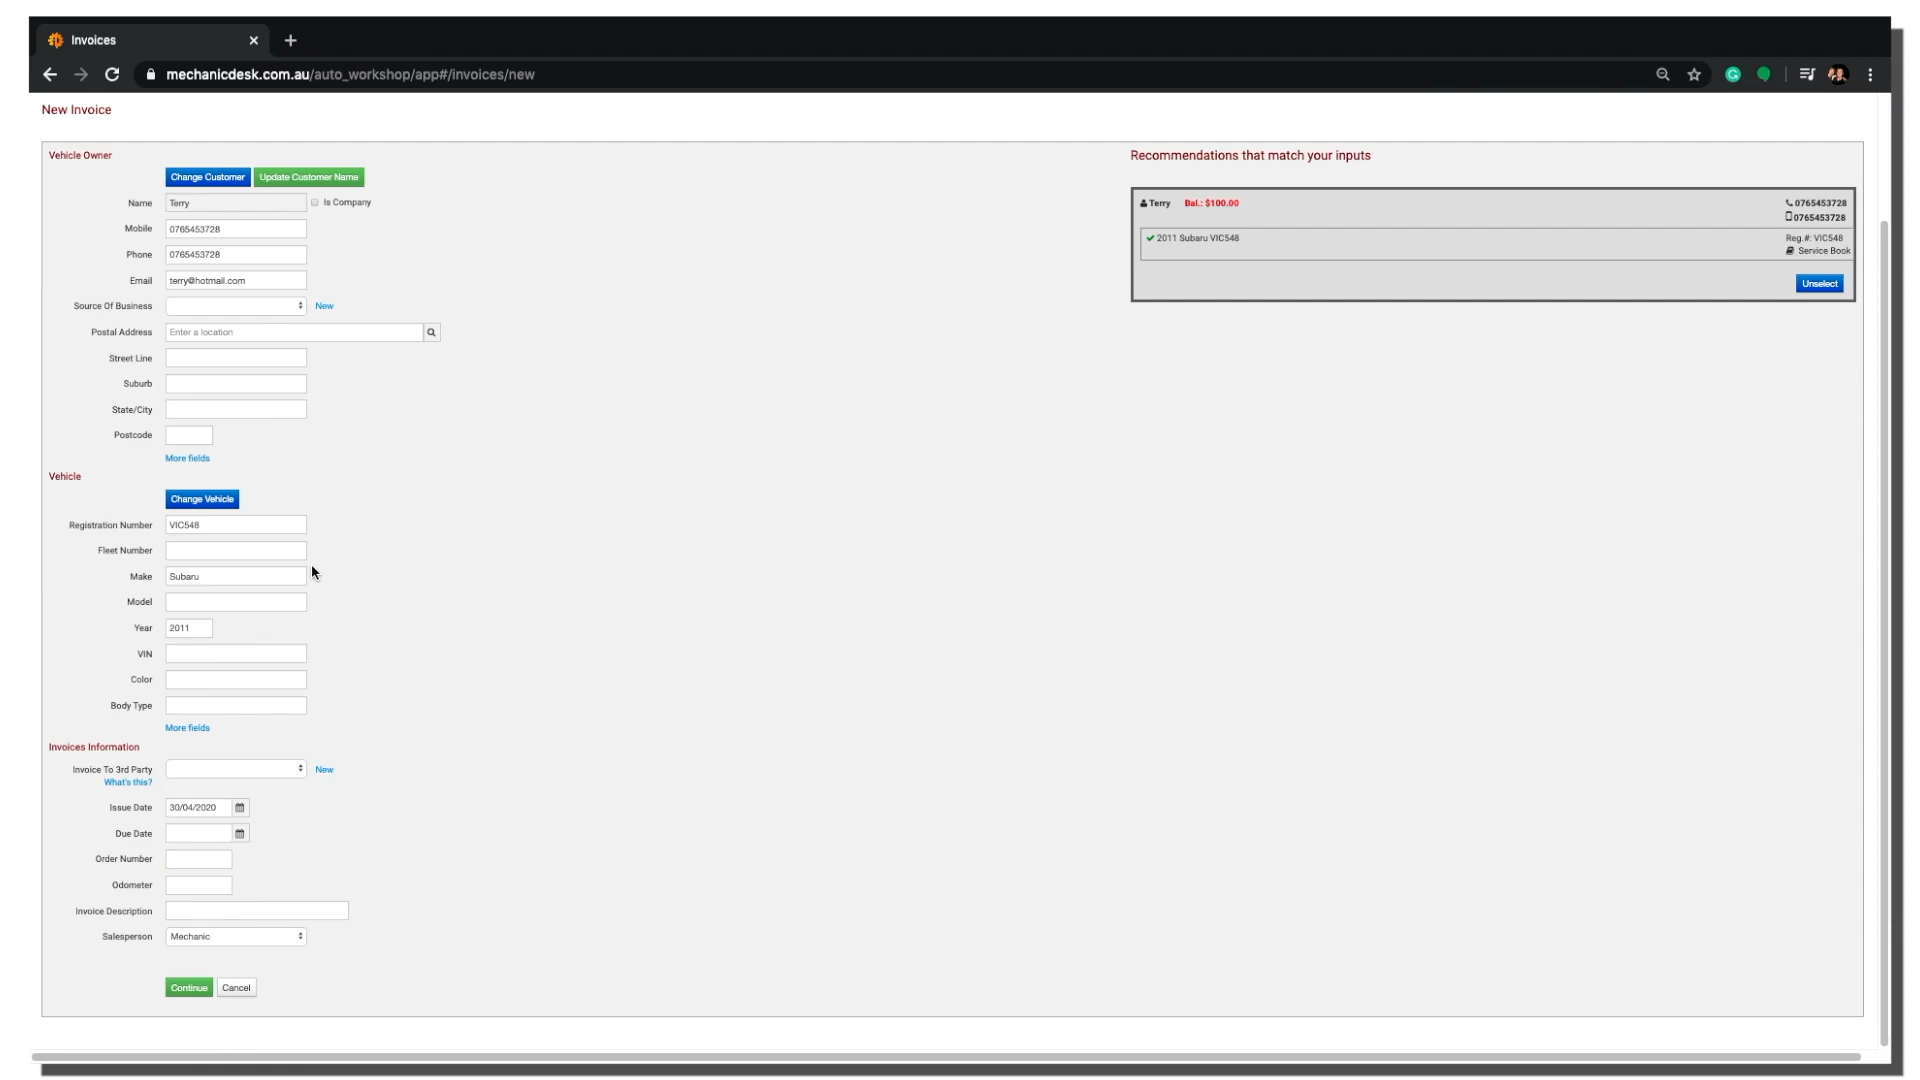 Invoices
mechanicdesk.com.au/auto_workshop/app#/invoices/new
New Invoice
Vehicle Owner
Change Customer Update Customer Name
Name Terry Is Company
Mobile 0765453728
Phone 0765453728
Email terry@hotmail.com
Source Of Business New
Postal Address Enter a location
Street Line
Suburb
State/City
Postcode
More fields
Vehicle
Change Vehicle
Registration Number VIC548
Fleet Number
Make Subaru
Model
Year 2011
VIN
Color
Body Type
More fields
Invoices Information
Invoice To 3rd Party New
What's this?
Issue Date 30/04/2020
Due Date
Order Number
Odometer
Invoice Description
Salesperson Mechanic
Continue Cancel
Recommendations that match your inputs
Terry Bal.: $100.00 0765453728
0765453728
2011 Subaru VIC548 Reg.#: VIC548
Service Book
Unselect